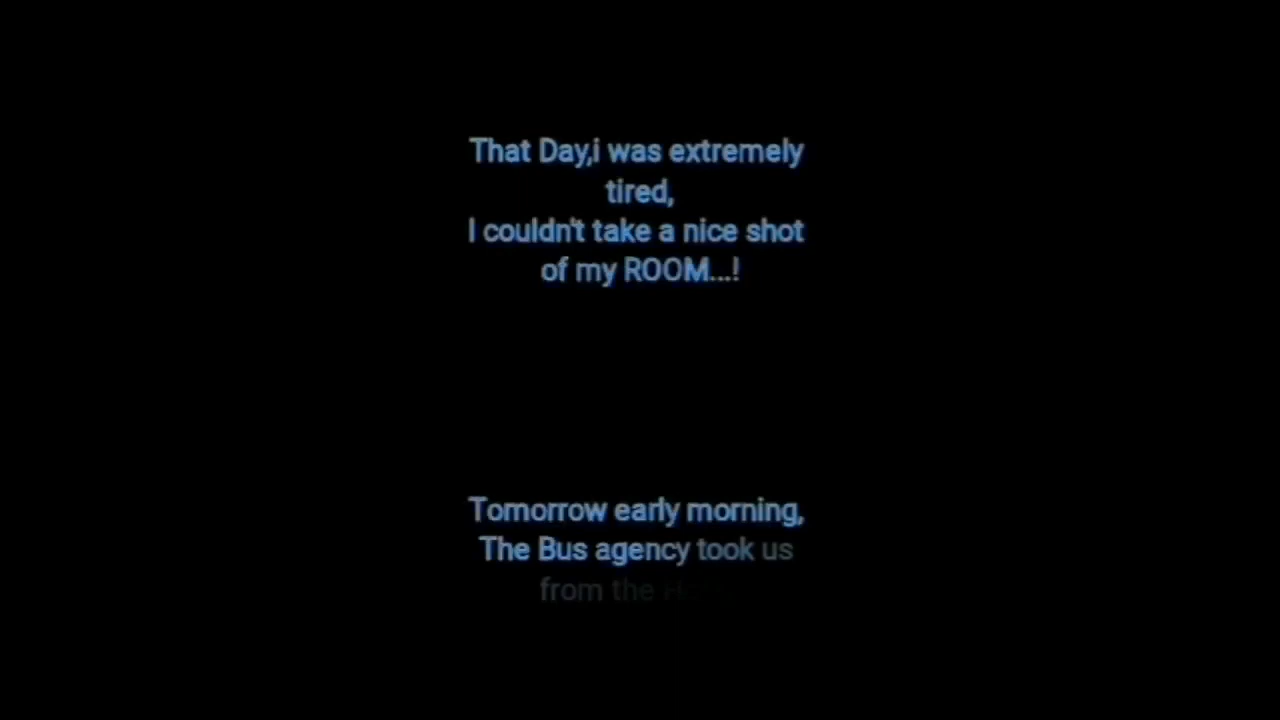 That Day,i was extremely
tired,
I couldn't take a nice shot
of my ROOM...!
Tomorrow early morning,
The Bus agency took us
from the